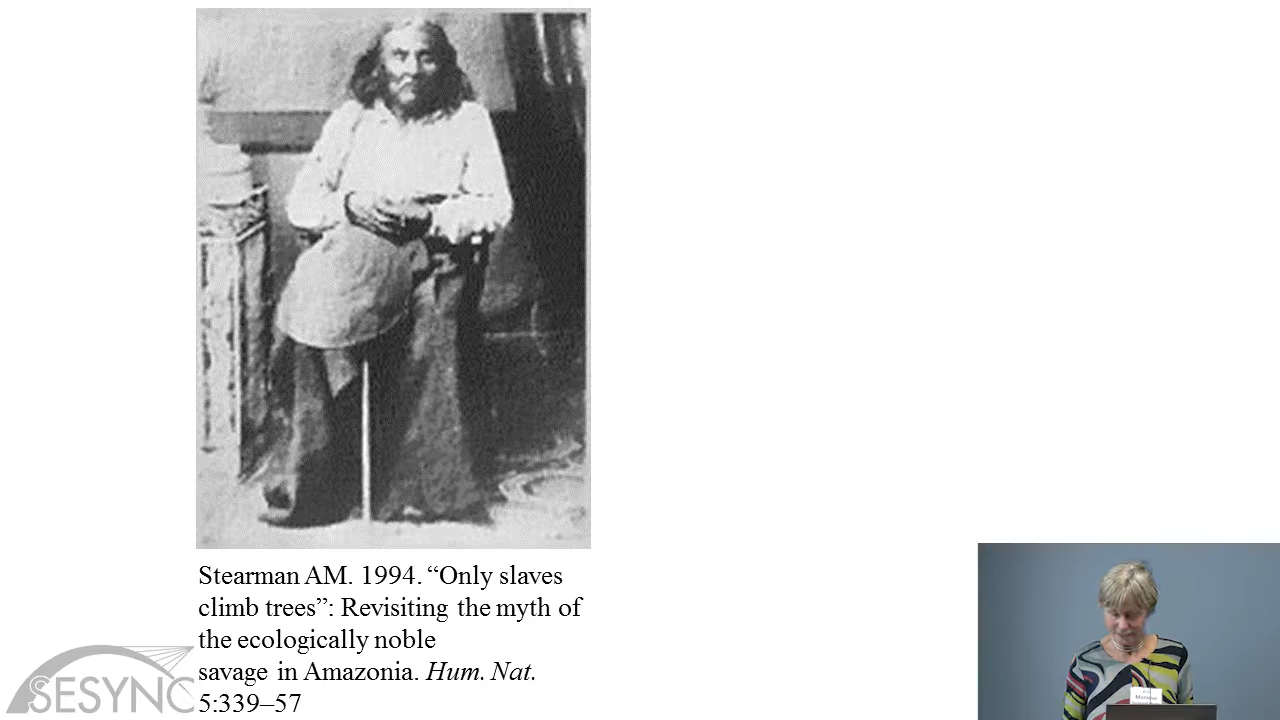 Stearman AM. 1994. “Only slaves
climb trees”: Revisiting the myth of
the ecologically noble
savage in Amazonia. Hum. Nat.
5:339–57
SESYNC
Monique